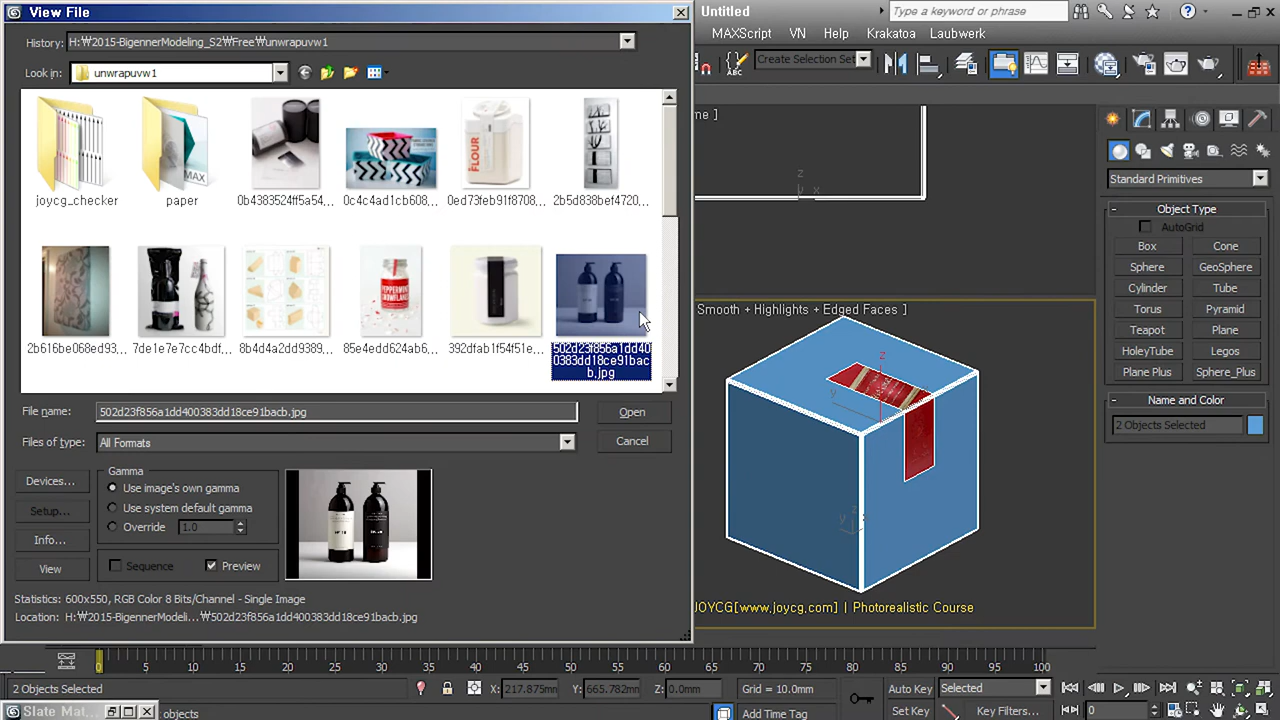 View File
History:
H:₩2015-BigennerModeling_S2₩Free₩unwrapuvw1
Look in:
unwrapuvw1
joycg_checker
paper
0b4383524ff5a54...
0c4c4ad1cb608...
0ed73feb91f8708...
2b5d838bef4720...
MAX
FLOUR
2b616be068ed93...
7de1e7e7cc4bdf...
8b4d4a2dd9389...
85e4edd624ab6...
392dfab1f54f51e...
502d23f856a1dd40
0383dd18ce91bac
b.jpg
PEPPERMINT
SNOWFLAKES
File name:
502d23f856a1dd400383dd18ce91bacb.jpg
Open
Files of type:
All Formats
Cancel
Devices...
Setup...
Info...
View
Gamma
Use image's own gamma
Use system default gamma
Override
1.0
Sequence
Preview
Statistics: 600x550, RGB Color 8 Bits/Channel - Single Image
Location: H:₩2015-BigennerModeli...₩502d23f856a1dd400383dd18ce91bacb.jpg
Untitled
Type a keyword or phrase
MAXScript VN Help Krakatoa Laubwerk
ABC
Create Selection Set
me ]
z
x
Smooth + Highlights + Edged Faces ]
z
y
z
y
JOYCG[www.joycg.com] | Photorealistic Course
Standard Primitives
- Object Type
AutoGrid
Box Cone
Sphere GeoSphere
Cylinder Tube
Torus Pyramid
Teapot Plane
HoleyTube Legos
Plane Plus Sphere_Plus
- Name and Color
2 Objects Selected
0 5 10 15 20 25 30 35 40 45 50 55 60 65 70 75 80 85 90 95 100
2 Objects Selected
X: 217.875mm
Y: 665.782mm
Z: 0.0mm
Grid = 10.0mm
Auto Key
Selected
Slate Mat...
objects
Add Time Tag
Set Key
Key Filters...
0